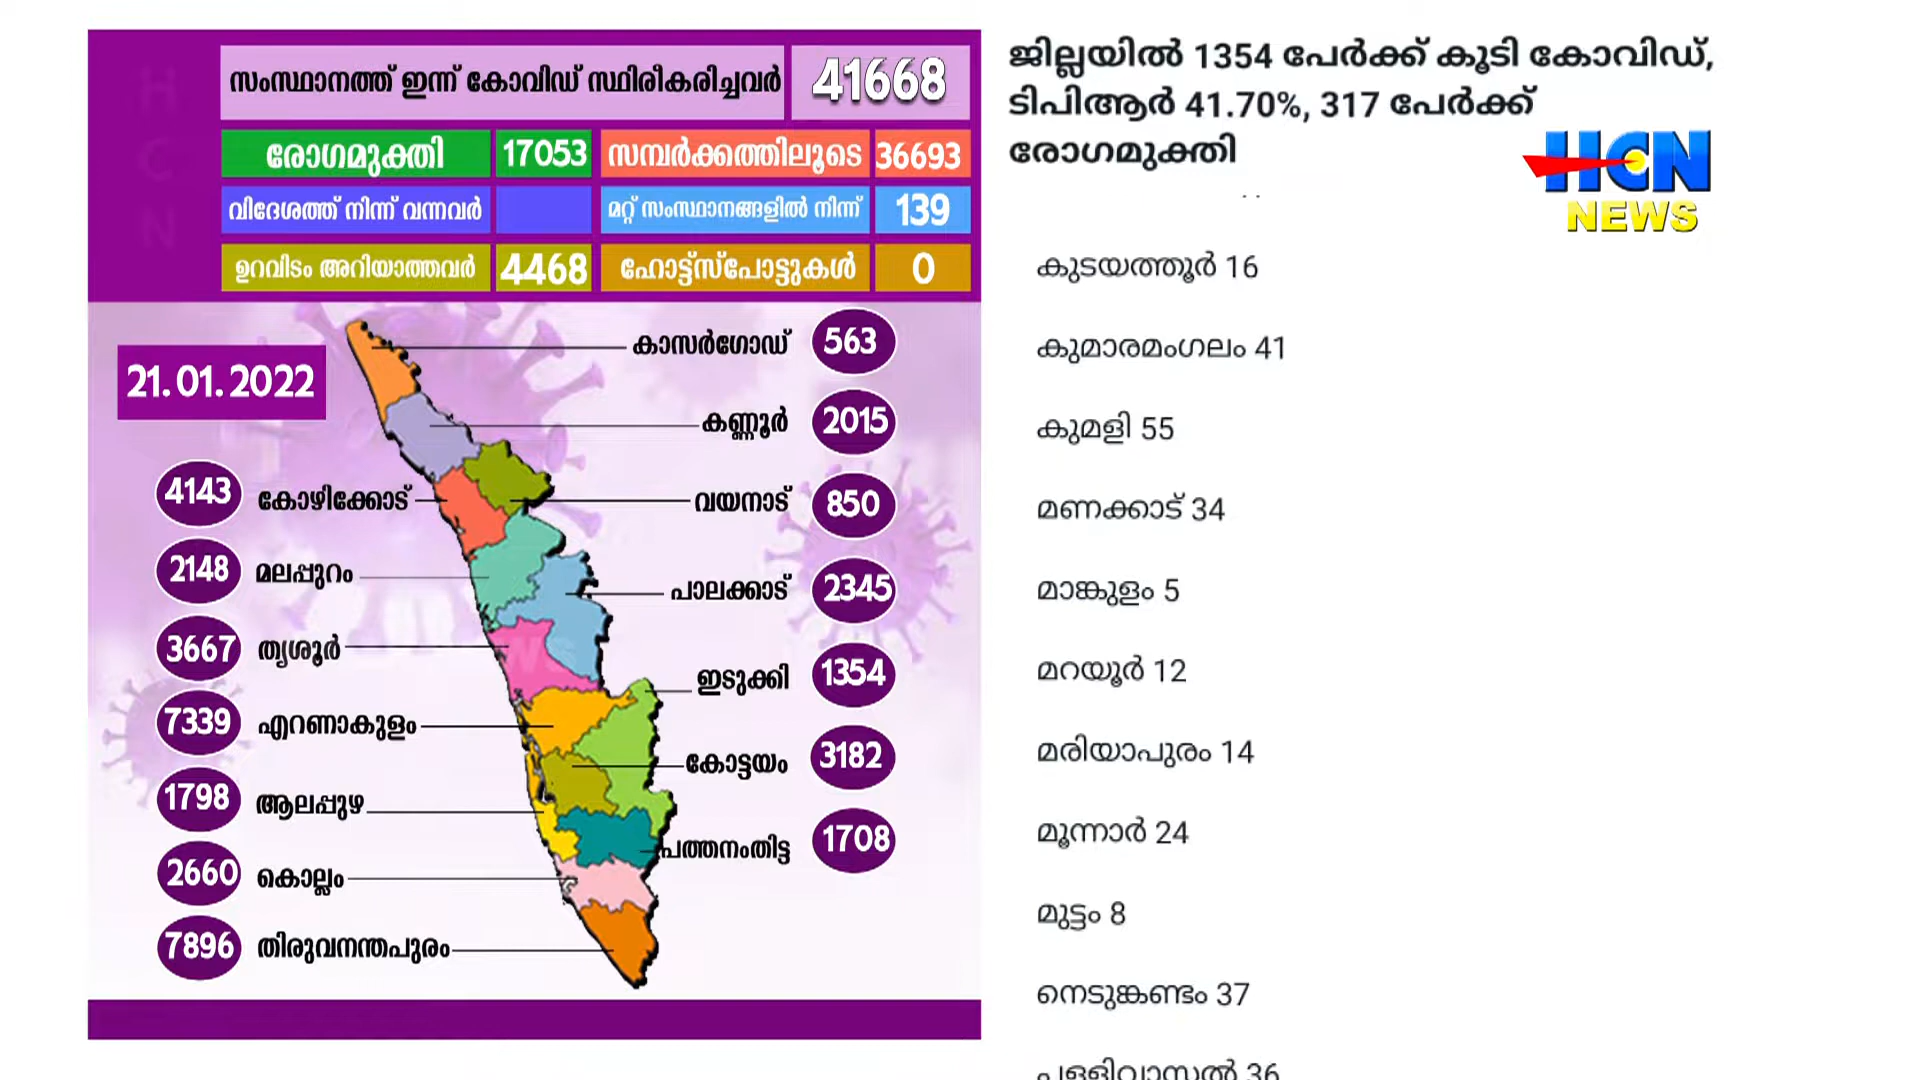 സംസ്ഥാനത്ത് ഇന്ന് കോവിഡ് സ്ഥിരീകരിച്ചവർ 41668
രോഗമുക്തി 17053 സമ്പർക്കത്തിലൂടെ 36693
വിദേശത്ത് നിന്ന് വന്നവർ മറ്റ് സംസ്ഥാനങ്ങളിൽ നിന്ന് 139
ഉറവിടം അറിയാത്തവർ 4468 ഹോട്ട്സ്പോട്ടുകൾ 0
H
C
N
21.01.2022
കാസർഗോഡ് 563
കണ്ണൂർ 2015
4143 കോഴിക്കോട്
വയനാട് 850
2148 മലപ്പുറം
പാലക്കാട് 2345
3667 തൃശൂർ
ഇടുക്കി 1354
7339 എറണാകുളം
കോട്ടയം 3182
1798 ആലപ്പുഴ
പത്തനംതിട്ട 1708
2660 കൊല്ലം
7896 തിരുവനന്തപുരം
ജില്ലയിൽ 1354 പേർക്ക് കൂടി കോവിഡ്,
ടിപിആർ 41.70%, 317 പേർക്ക്
രോഗമുക്തി
HCN
NEWS
കുടയത്തൂർ 16
കുമാരമംഗലം 41
കുമളി 55
മണക്കാട് 34
മാങ്കുളം 5
മറയൂർ 12
മരിയാപുരം 14
മൂന്നാർ 24
മുട്ടം 8
നെടുങ്കണ്ടം 37
പള്ളിവാസൽ 36